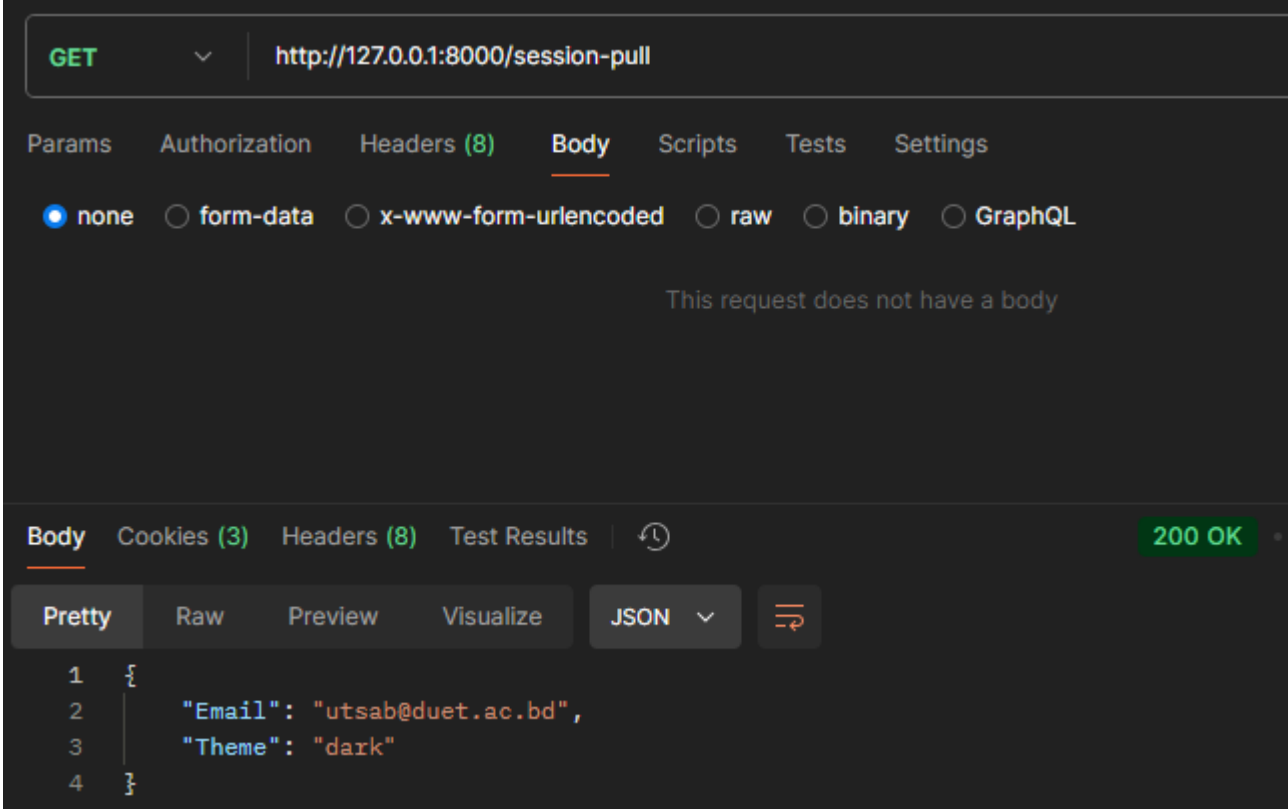 GET http://127.0.0.1:8000/session-pull
Params Authorization Headers (8) Body Scripts Tests Settings
none form-data x-www-form-urlencoded raw binary GraphQL
This request does not have a body
Body Cookies (3) Headers (8) Test Results 200 OK
Pretty Raw Preview Visualize JSON
1 {
2 "Email": "utsab@duet.ac.bd",
3 "Theme": "dark"
4 }